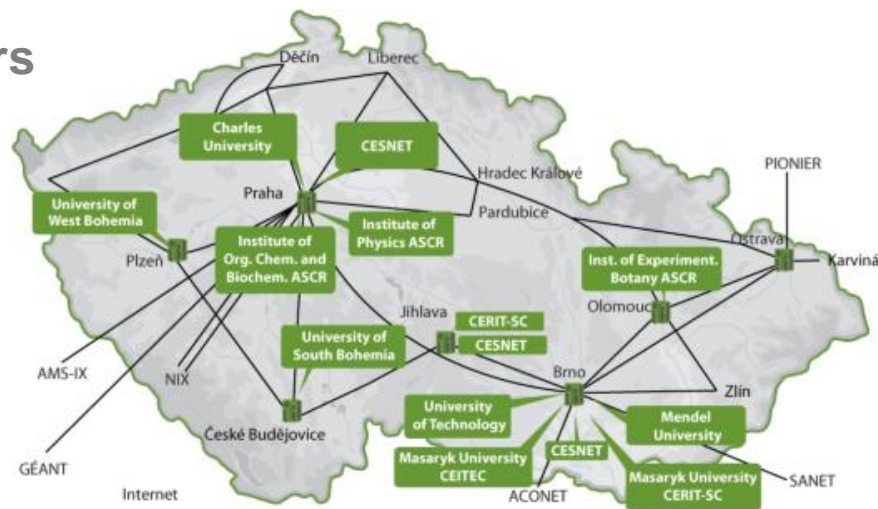 rs
Děčín
Liberec
Charles
University
CESNET
Hradec Králové
PIONIER
Praha
University of
West Bohemia
Pardubice
Institute of
Physics ASCR
Institute of
Org. Chem. and
Biochem. ASCR
Ostrava
Plzeň
Inst. of Experiment.
Botany ASCR
Karviná
Jihlava
CERIT-SC
CESNET
Olomouc
University of
South Bohemia
AMS-IX
NIX
Brno
Zlín
University
of Technology
Mendel
University
České Budějovice
CESNET
Masaryk University
CEITEC
GÉANT
Masaryk University
CERIT-SC
SANET
Internet
ACONET